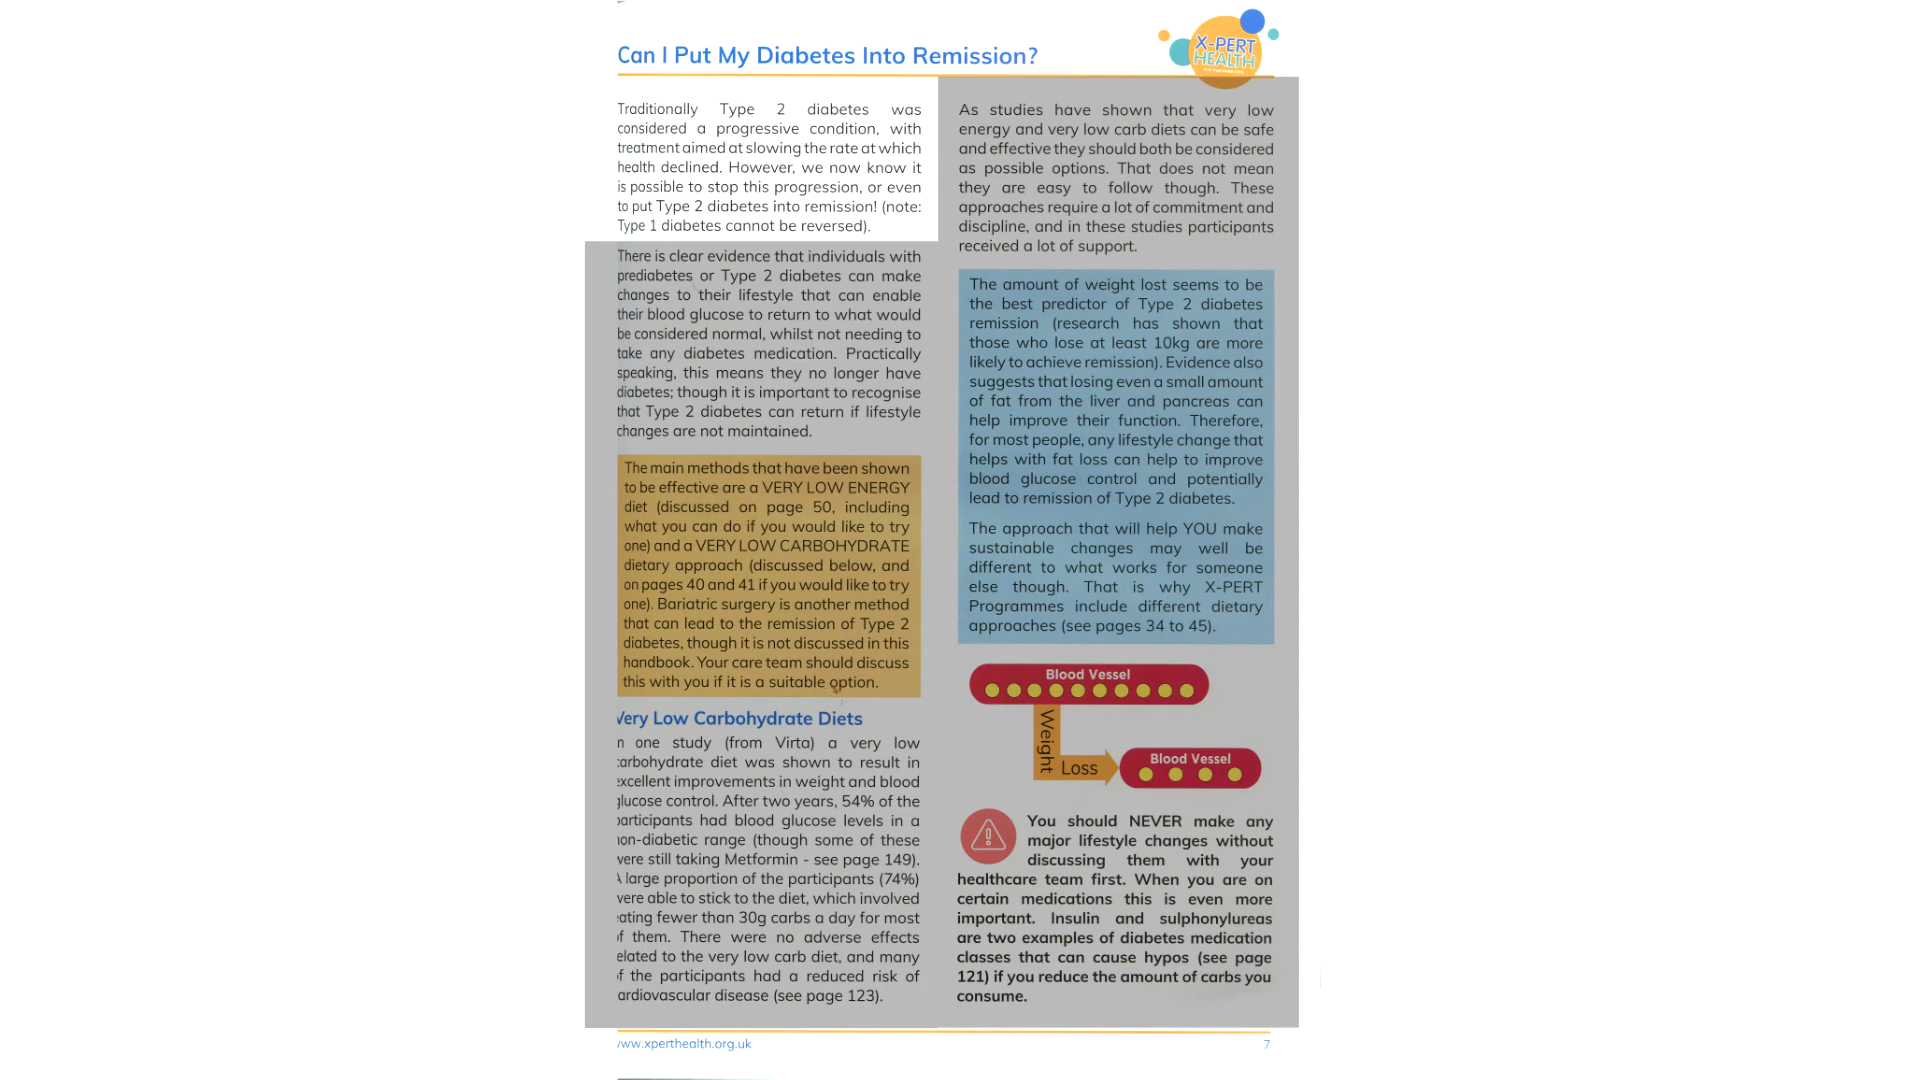 Can I Put My Diabetes Into Remission?
X-PERT
HEALTH
Traditionally Type 2 diabetes was
considered a progressive condition, with
treatment aimed at slowing the rate at which
health declined. However, we now know it
is possible to stop this progression, or even
to put Type 2 diabetes into remission! (note:
Type 1 diabetes cannot be reversed).
There is clear evidence that individuals with
prediabetes or Type 2 diabetes can make
changes to their lifestyle that can enable
their blood glucose to return to what would
be considered normal, whilst not needing to
take any diabetes medication. Practically
speaking, this means they no longer have
diabetes; though it is important to recognise
that Type 2 diabetes can return if lifestyle
changes are not maintained.
The main methods that have been shown
to be effective are a VERY LOW ENERGY
diet (discussed on page 50, including
what you can do if you would like to try
one) and a VERY LOW CARBOHYDRATE
dietary approach (discussed below, and
on pages 40 and 41 if you would like to try
one). Bariatric surgery is another method
that can lead to the remission of Type 2
diabetes, though it is not discussed in this
handbook. Your care team should discuss
this with you if it is a suitable option.
Very Low Carbohydrate Diets
n one study (from Virta) a very low
carbohydrate diet was shown to result in
excellent improvements in weight and blood
glucose control. After two years, 54% of the
participants had blood glucose levels in a
non-diabetic range (though some of these
were still taking Metformin - see page 149).
A large proportion of the participants (74%)
were able to stick to the diet, which involved
eating fewer than 30g carbs a day for most
of them. There were no adverse effects
elated to the very low carb diet, and many
of the participants had a reduced risk of
ardiovascular disease (see page 123).
As studies have shown that very low
energy and very low carb diets can be safe
and effective they should both be considered
as possible options. That does not mean
they are easy to follow though. These
approaches require a lot of commitment and
discipline, and in these studies participants
received a lot of support.
The amount of weight lost seems to be
the best predictor of Type 2 diabetes
remission (research has shown that
those who lose at least 10kg are more
likely to achieve remission). Evidence also
suggests that losing even a small amount
of fat from the liver and pancreas can
help improve their function. Therefore,
for most people, any lifestyle change that
helps with fat loss can help to improve
blood glucose control and potentially
lead to remission of Type 2 diabetes.
The approach that will help YOU make
sustainable changes may well be
different to what works for someone
else though. That is why X-PERT
Programmes include different dietary
approaches (see pages 34 to 45).
Blood Vessel
Weight
Loss
Blood Vessel
You should NEVER make any
major lifestyle changes without
discussing them with your
healthcare team first. When you are on
certain medications this is even more
important. Insulin and sulphonylureas
are two examples of diabetes medication
classes that can cause hypos (see page
121) if you reduce the amount of carbs you
consume.
www.xperthealth.org.uk
7